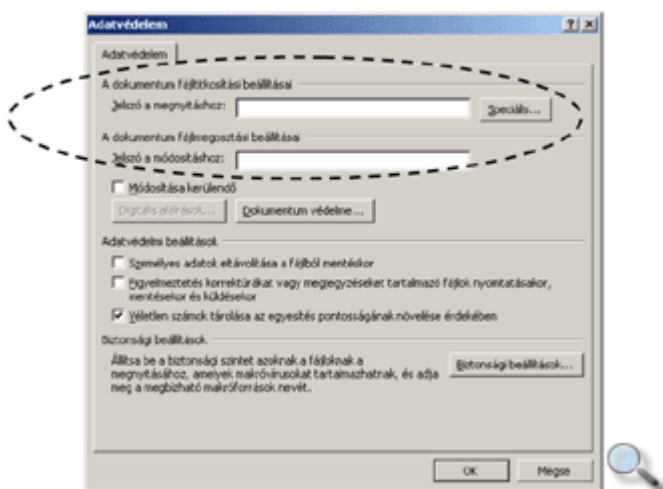 Adatvédelem
Adatvédelem
A dokumentum fájltitkosítási beállításai
Jelszó a megnyitáshoz:
Speciális...
A dokumentum fájlmegosztási beállításai
Jelszó a módosításhoz:
Módosítása kerülendő
Digitális aláírások...
Dokumentum védelme...
Adatvédelmi beállítások
Személyes adatok eltávolítása a fájlból mentéskor
Figyelmeztetés korrektúrákat vagy megjegyzéseket tartalmazó fájlok nyomtatásakor,
mentésekor és küldésekor
Véletlen számok tárolása az egyesítés pontosságának növelése érdekében
Biztonsági beállítások
Állítsa be a biztonsági szintet azoknak a fájloknak a
megnyitásához, amelyek makróvírusokat tartalmazhatnak, és adja
meg a megbízható makróforrások nevét.
Biztonsági beállítások...
OK
Mégse